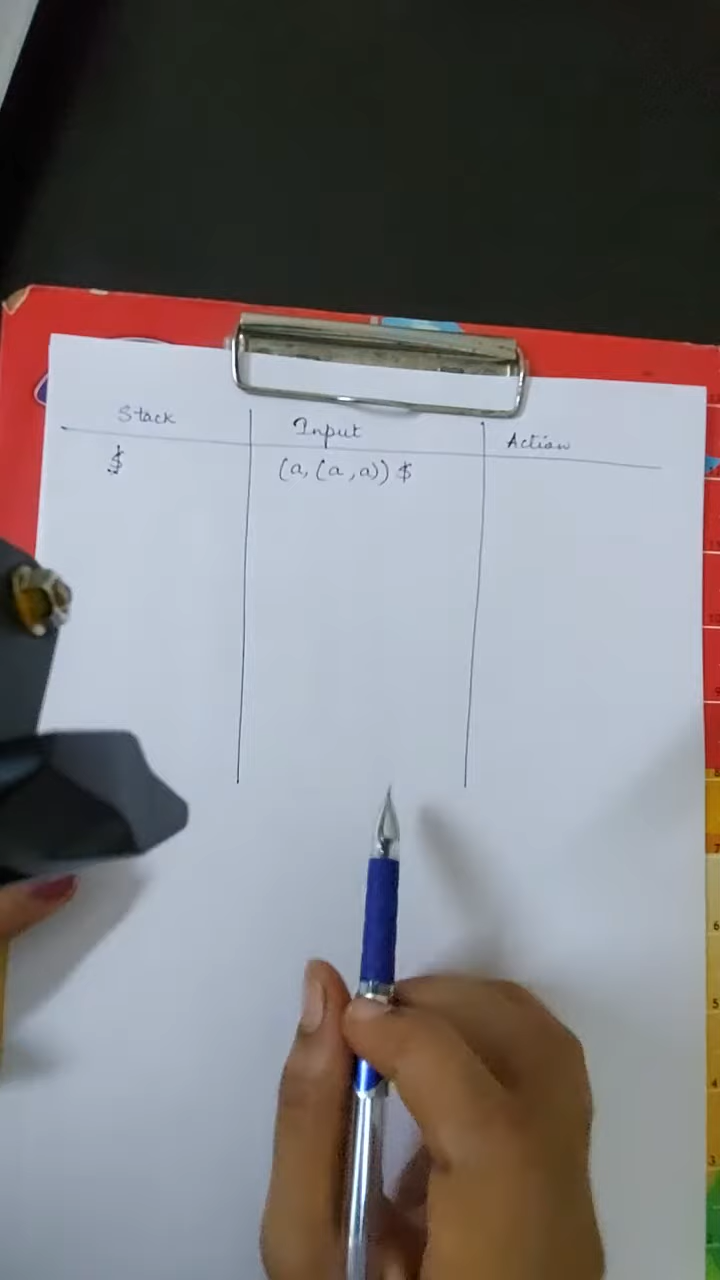 Stack Input Action
$ (a, (a, a)) $